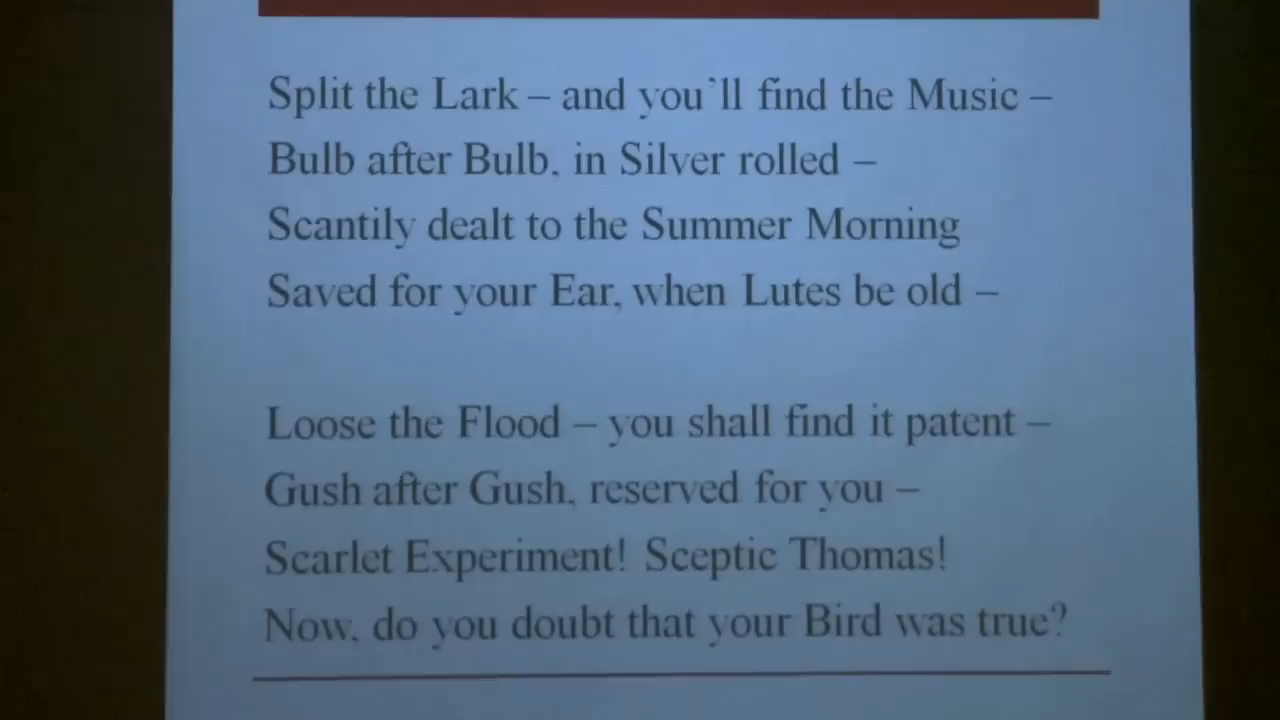 Split the Lark – and you'll find the Music –
Bulb after Bulb, in Silver rolled –
Scantily dealt to the Summer Morning
Saved for your Ear, when Lutes be old –
Loose the Flood – you shall find it patent –
Gush after Gush, reserved for you –
Scarlet Experiment! Sceptic Thomas!
Now, do you doubt that your Bird was true?